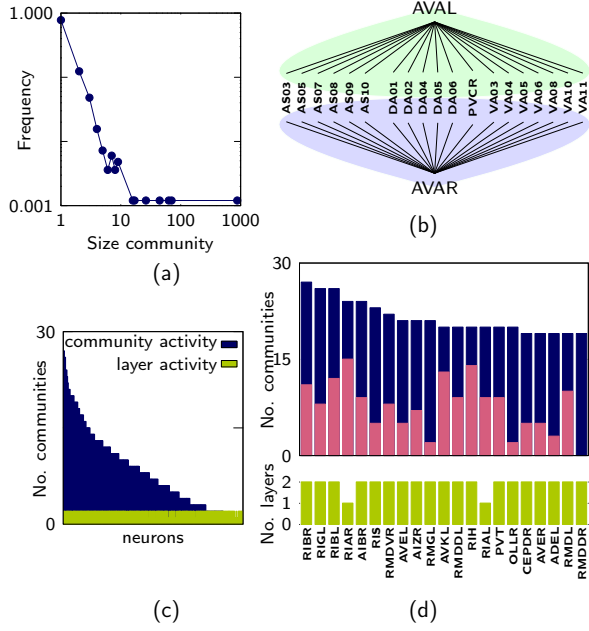 1.000
Frequency
0.001
1
10
100
1000
Size community
(a)
AVAL
AS03
AS05
AS07
AS08
AS09
AS10
DA01
DA02
DA04
DA05
DA06
PVCR
VA03
VA04
VA05
VA06
VA08
VA10
VA11
AVAR
(b)
30
No. communities
community activity
layer activity
0
neurons
(c)
30
No. communities
15
0
No. layers
2
1
0
RIBR
RIGL
RIBL
RIAR
AIBR
RIS
RMDVR
AVEL
AIZR
RMGL
AVKL
RMDDL
RIH
RIAL
PVT
OLLR
CEPDR
AVER
ADEL
RMDL
RMDDR
(d)